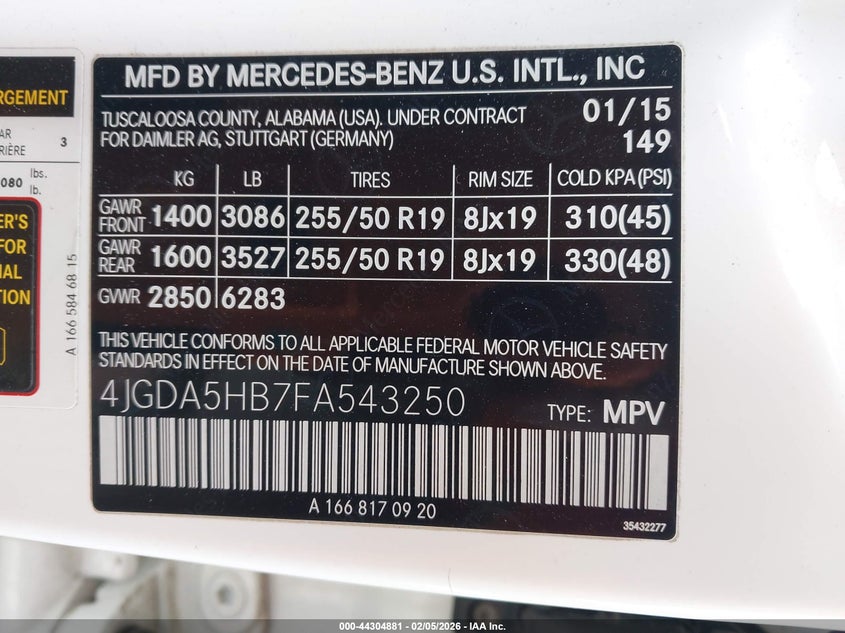 RGEMENT
AR
RIÈRE 3
080 lbs.
lb.
ER'S
FOR
IAL
TION
A 166 584 68 15
MFD BY MERCEDES-BENZ U.S. INTL., INC
TUSCALOOSA COUNTY, ALABAMA (USA). UNDER CONTRACT 01/15
FOR DAIMLER AG, STUTTGART (GERMANY) 149
KG LB TIRES RIM SIZE COLD KPA(PSI)
GAWR FRONT 1400 3086 255/50 R19 8Jx19 310(45)
GAWR REAR 1600 3527 255/50 R19 8Jx19 330(48)
GVWR 2850 6283
THIS VEHICLE CONFORMS TO ALL APPLICABLE FEDERAL MOTOR VEHICLE SAFETY
STANDARDS IN EFFECT ON THE DATE OF MANUFACTURE SHOWN ABOVE.
4JGDA5HB7FA543250 TYPE: MPV
A 166 817 09 20
35432277
000-44304881 - 02/05/2026 - IAA Inc.